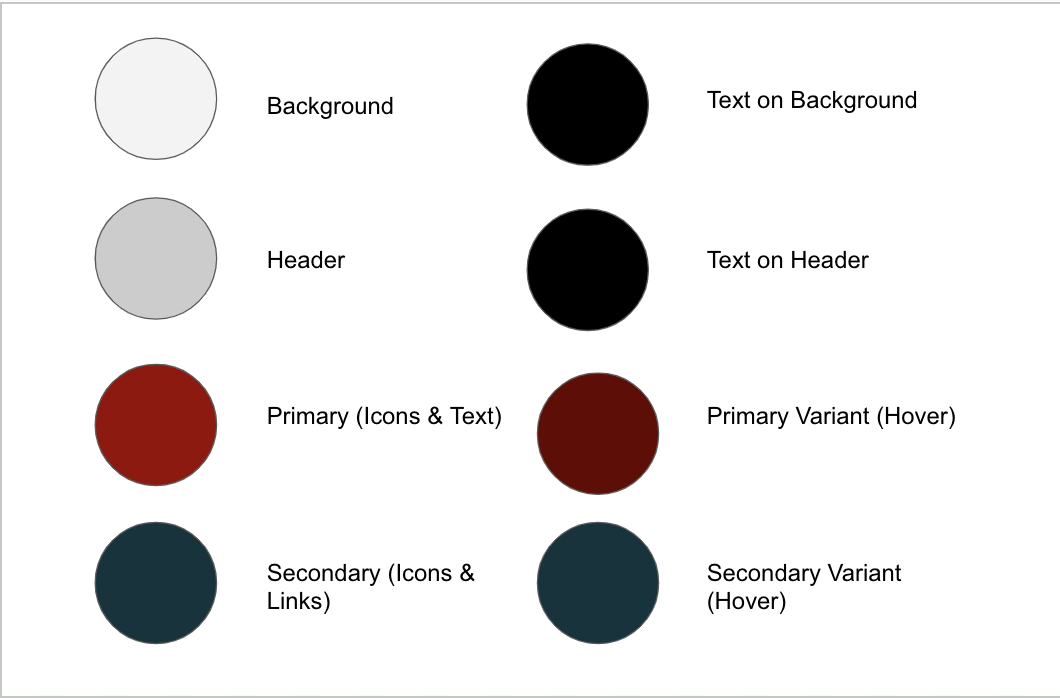 Background
Text on Background
Header
Text on Header
Primary (Icons & Text)
Primary Variant (Hover)
Secondary (Icons &
Links)
Secondary Variant
(Hover)